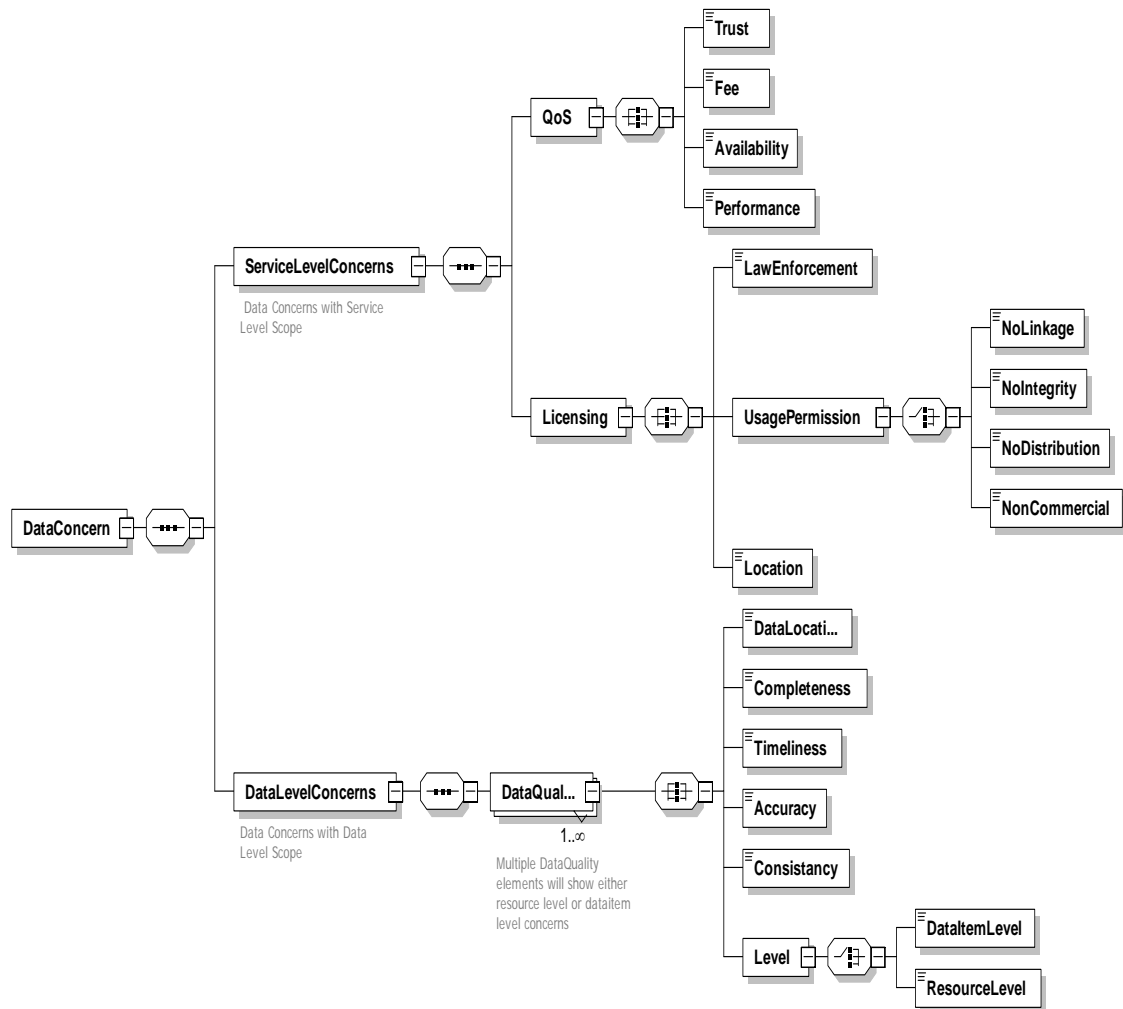 Trust
Fee
QoS
Availability
Performance
ServiceLevelConcerns
Data Concerns with Service
Level Scope
LawEnforcement
NoLinkage
NoIntegrity
Licensing
UsagePermission
NoDistribution
NonCommercial
DataConcern
Location
DataLocati...
Completeness
Timeliness
DataLevelConcerns
Data Concerns with Data
Level Scope
DataQual...
1..∞
Multiple DataQuality
elements will show either
resource level or dataitem
level concerns
Accuracy
Consistancy
Level
DataItemLevel
ResourceLevel